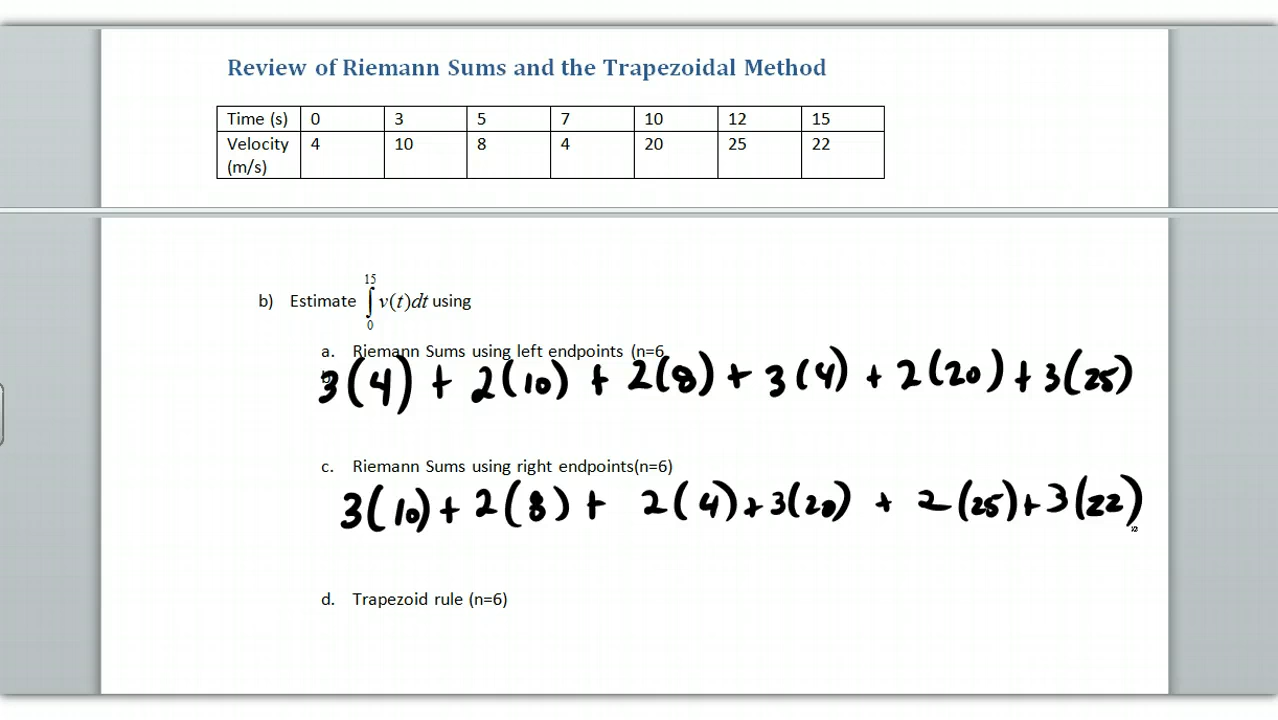 Review of Riemann Sums and the Trapezoidal Method
Time (s) 0 3 5 7 10 12 15
Velocity (m/s) 4 10 8 4 20 25 22
b) Estimate ∫₀¹⁵ v(t)dt using
a. Riemann Sums using left endpoints (n=6
3(4) + 2(10) + 2(8) + 3(4) + 2(20) + 3(25)
c. Riemann Sums using right endpoints(n=6)
3(10) + 2(8) + 2(4) + 3(20) + 2(25) + 3(22)
d. Trapezoid rule (n=6)